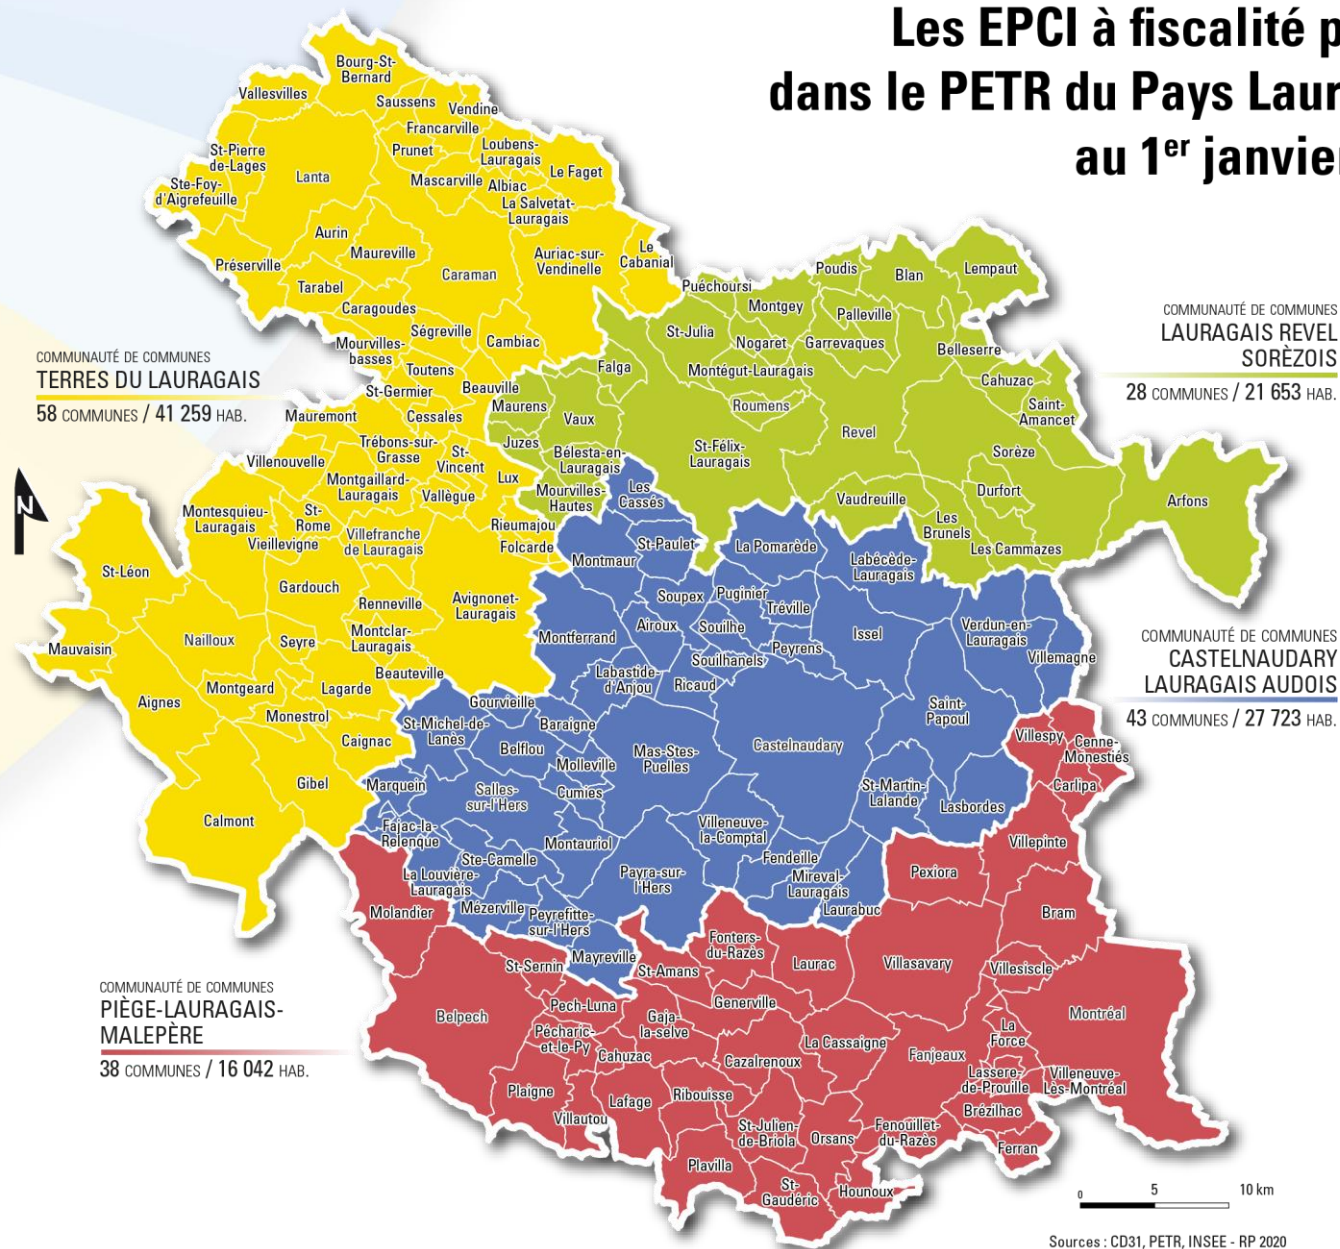 Les EPCI à fiscalité p
dans le PETR du Pays Laur
au 1er janvier
Bourg-St-
Bernard
Vallesvilles
Saussens
Vendine
Francarville
St-Pierre
de-Lages
Prunet
Loubens-
Lauragais
Le Faget
Ste-Foy-
d'Aigrefeuille
Lanta
Mascarville
Albiac
La Salvetat-
Lauragais
Aurin
Maureville
Auriac-sur-
Vendinelle
Le
Cabanial
Préserville
Caraman
Tarabel
Caragoudes
Ségreville
Mourvilles-
basses
Cambiac
Toutens
COMMUNAUTÉ DE COMMUNES
TERRES DU LAURAGAIS
58 COMMUNES / 41 259 HAB.
St-Germier
Beauville
Mauremont
Cessales
Trébons-sur-
Grasse
St-
Vincent
Villenouvelle
Montgaillard-
Lauragais
Vallègue
Lux
Montesquieu-
Lauragais
St-
Rome
Rieumajou
Vieillevigne
Villefranche
de Lauragais
Folcarde
N
St-Léon
Gardouch
Renneville
Avignonet-
Lauragais
Mauvaisin
Nailloux
Seyre
Montclar-
Lauragais
Beauteville
Aignes
Montgeard
Lagarde
Monestrol
Caignac
Gibel
Calmont
Puéchoursi
Poudis
Blan
Lempaut
Montgey
St-Julia
Palleville
Nogaret
Garrevaques
Belleserre
Falga
Montégut-Lauragais
Cahuzac
Maurens
Vaux
Roumens
Saint-
Amancet
Juzes
St-Félix-
Lauragais
Revel
Sorèze
Bélesta-en-
Lauragais
Mourvilles-
Hautes
Vaudreuille
Durfort
Arfons
Les
Brunels
Les Cammazes
COMMUNAUTÉ DE COMMUNES
LAURAGAIS REVEL
SORÈZOIS
28 COMMUNES / 21 653 HAB.
Les
Cassés
St-Paulet
La Pomarède
Labécède-
Lauragais
Montmaur
Soupex
Puginier
Tréville
Airoux
Souilhe
Issel
Verdun-en-
Lauragais
Montferrand
Peyrens
Villemagne
Souilhanels
Labastide-
d'Anjou
Ricaud
Saint-
Papoul
Gourvieille
St-Michel-de-
Lanès
Baraigne
Belflou
Mas-Stes-
Puelles
Castelnaudary
Molleville
Marquein
Salles-
sur-l'Hers
Cumies
St-Martin-
Lalande
Lasbordes
Fajac-la-
Relenque
Villeneuve-
la-Comptal
Montauriol
Ste-Camelle
Fendeille
La Louvière-
Lauragais
Payra-sur-
l'Hers
Mireval-
Lauragais
Mézerville
Peyrefitte-
sur-l'Hers
Laurabuc
Mayreville
COMMUNAUTÉ DE COMMUNES
CASTELNAUDARY
LAURAGAIS AUDOIS
43 COMMUNES / 27 723 HAB.
Villespy
Cenne-
Monestiés
Carlipa
Villepinte
Pexiora
Molandier
Bram
Fonters-
du-Razès
St-Sernin
St-Amans
Laurac
Villasavary
Villesiscle
Pech-Luna
Generville
Belpech
Gaja-
la-selve
Montréal
Pécharic-
et-le-Py
La
Force
Cahuzac
La Cassaigne
Cazalrenoux
Fanjeaux
Lassere-
de-Prouille
Villeneuve-
Lès-Montréal
Plaigne
Lafage
Ribouisse
Brézilhac
Villautou
St-Julien-
de-Briola
Orsans
Fenouillet-
du-Razès
Ferran
Plavilla
St-
Gaudéric
Hounoux
COMMUNAUTÉ DE COMMUNES
PIÈGE-LAURAGAIS-
MALEPÈRE
38 COMMUNES / 16 042 HAB.
0 5 10 km
Sources : CD31, PETR, INSEE - RP 2020